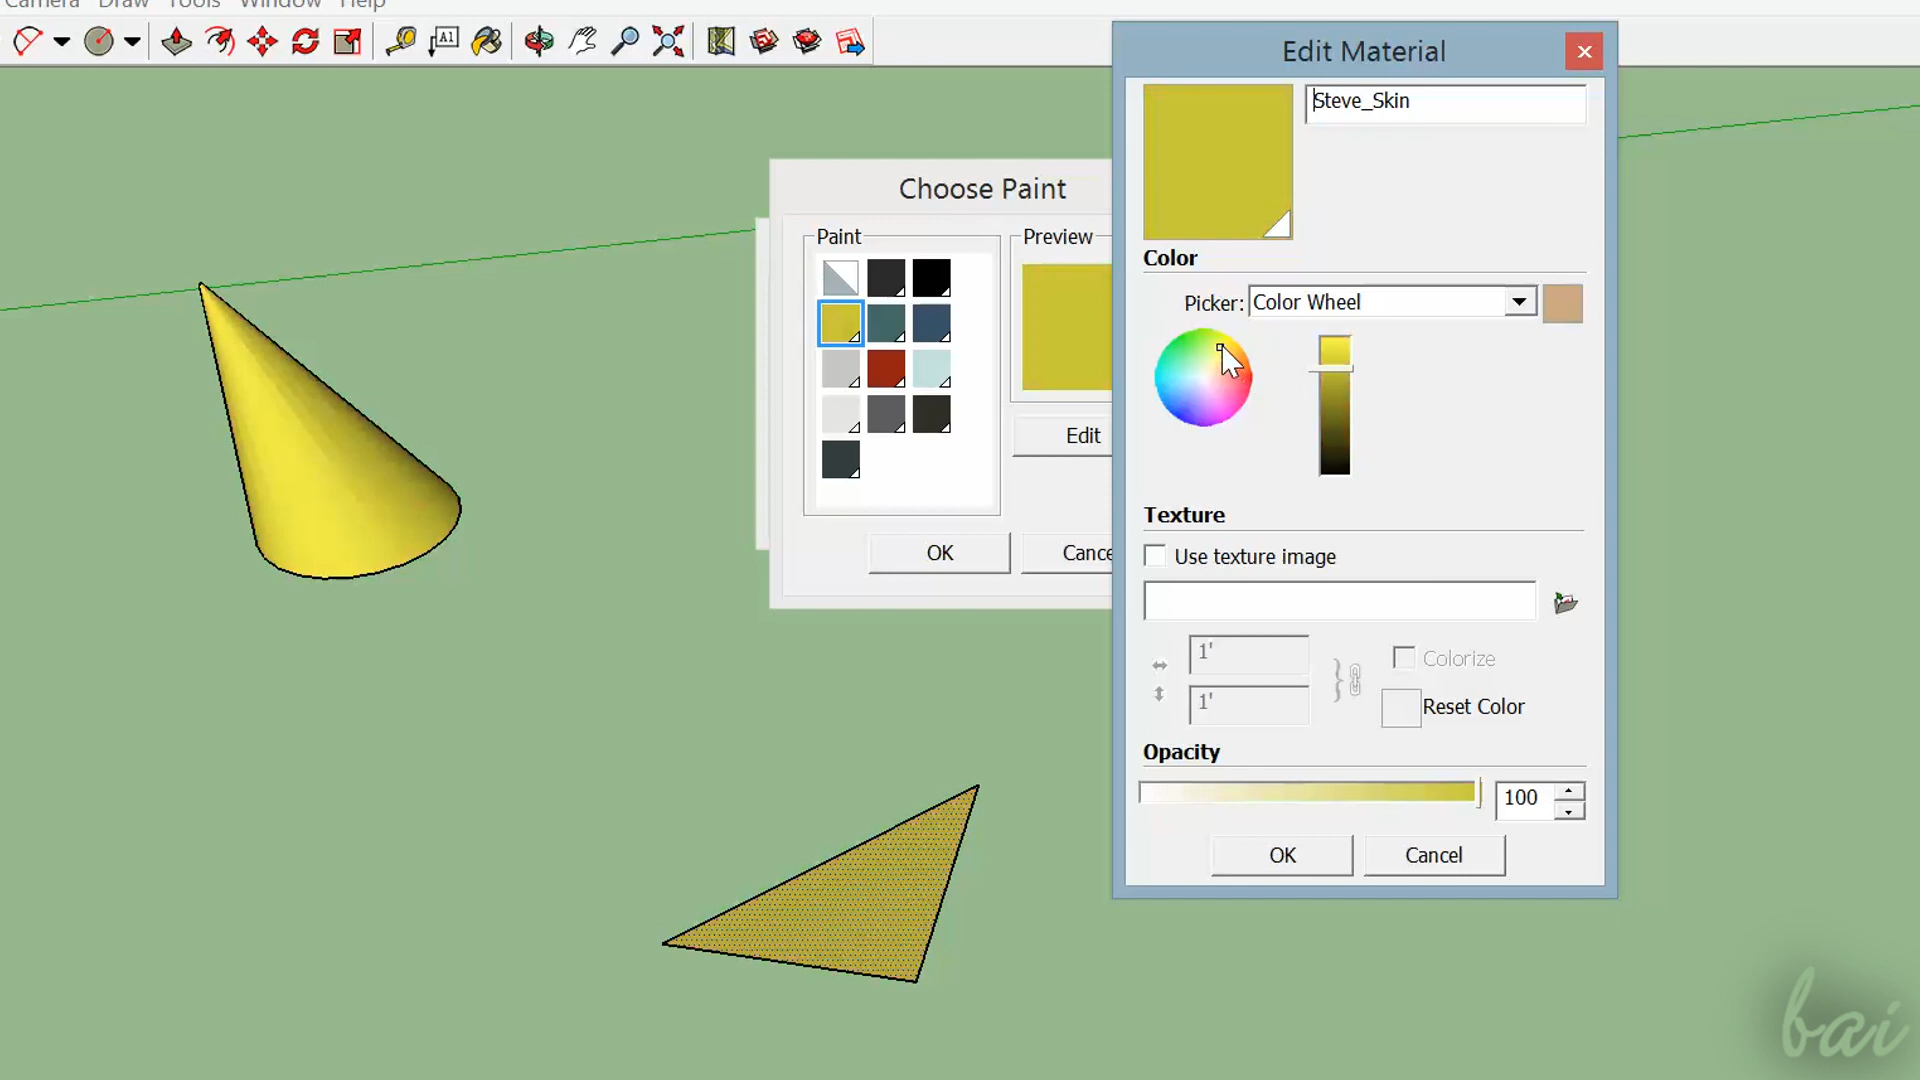 Camera Draw Tools Window Help
A1
Edit Material
Steve_Skin
Choose Paint
Paint
Preview
Color
Picker: Color Wheel
Edit
Texture
Use texture image
OK
Cance
1'
Colorize
1'
Reset Color
Opacity
100
OK
Cancel
bai